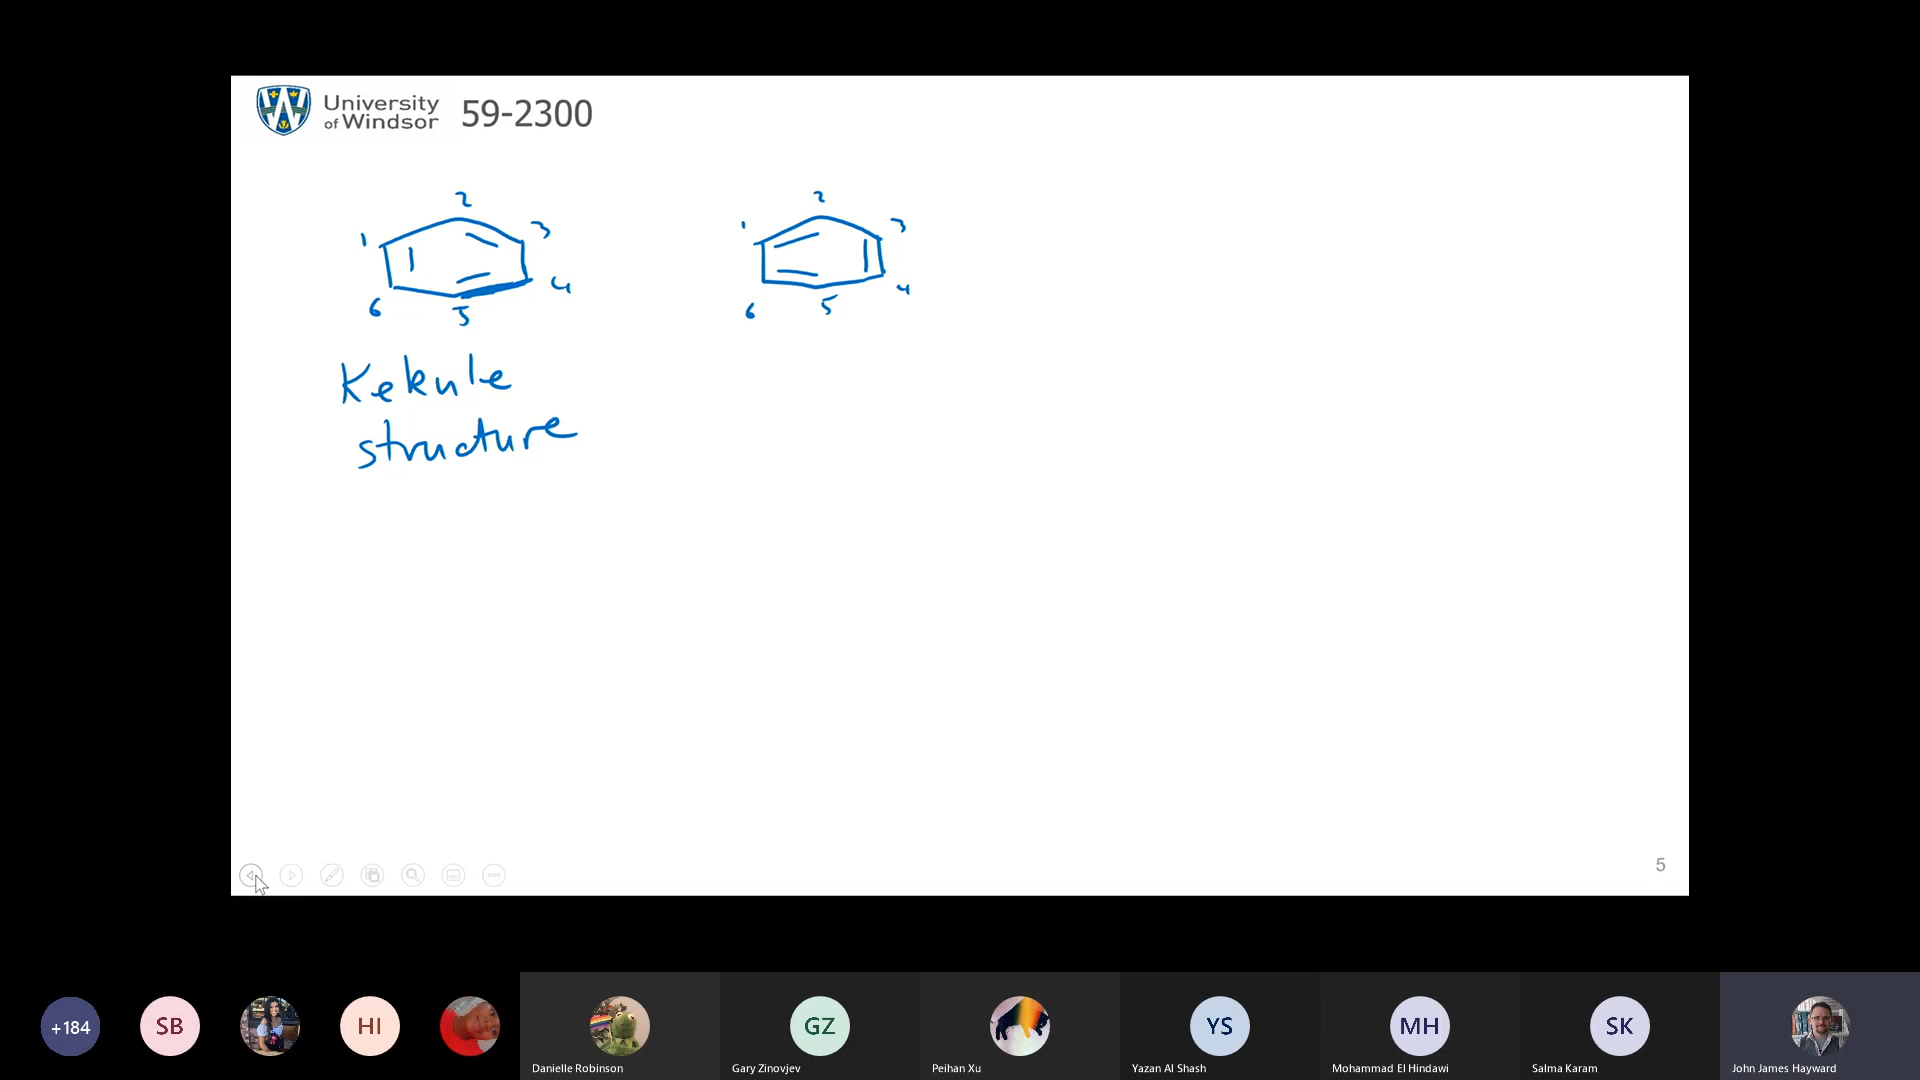 University
of Windsor
59-2300
2
1
3
6
5
4
2
1
3
6
5
4
Kekule
structure
5
+184
SB
HI
GZ
YS
MH
SK
Danielle Robinson
Gary Zinovjev
Peihan Xu
Yazan Al Shash
Mohammad El Hindawi
Salma Karam
John James Hayward